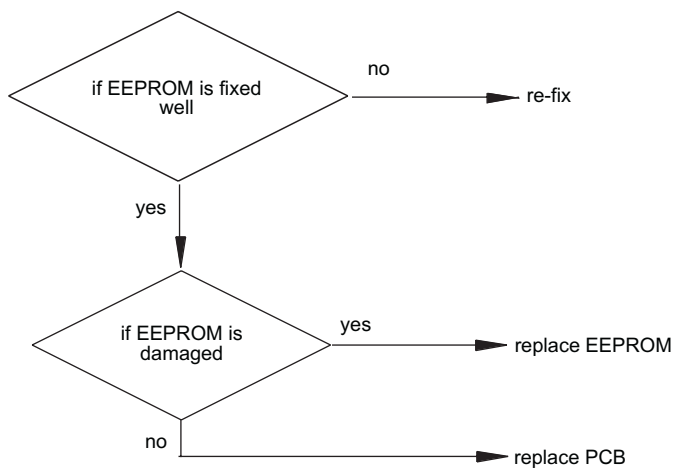 if EEPROM is fixed
well
no
re-fix
yes
if EEPROM is
damaged
yes
replace EEPROM
no
replace PCB